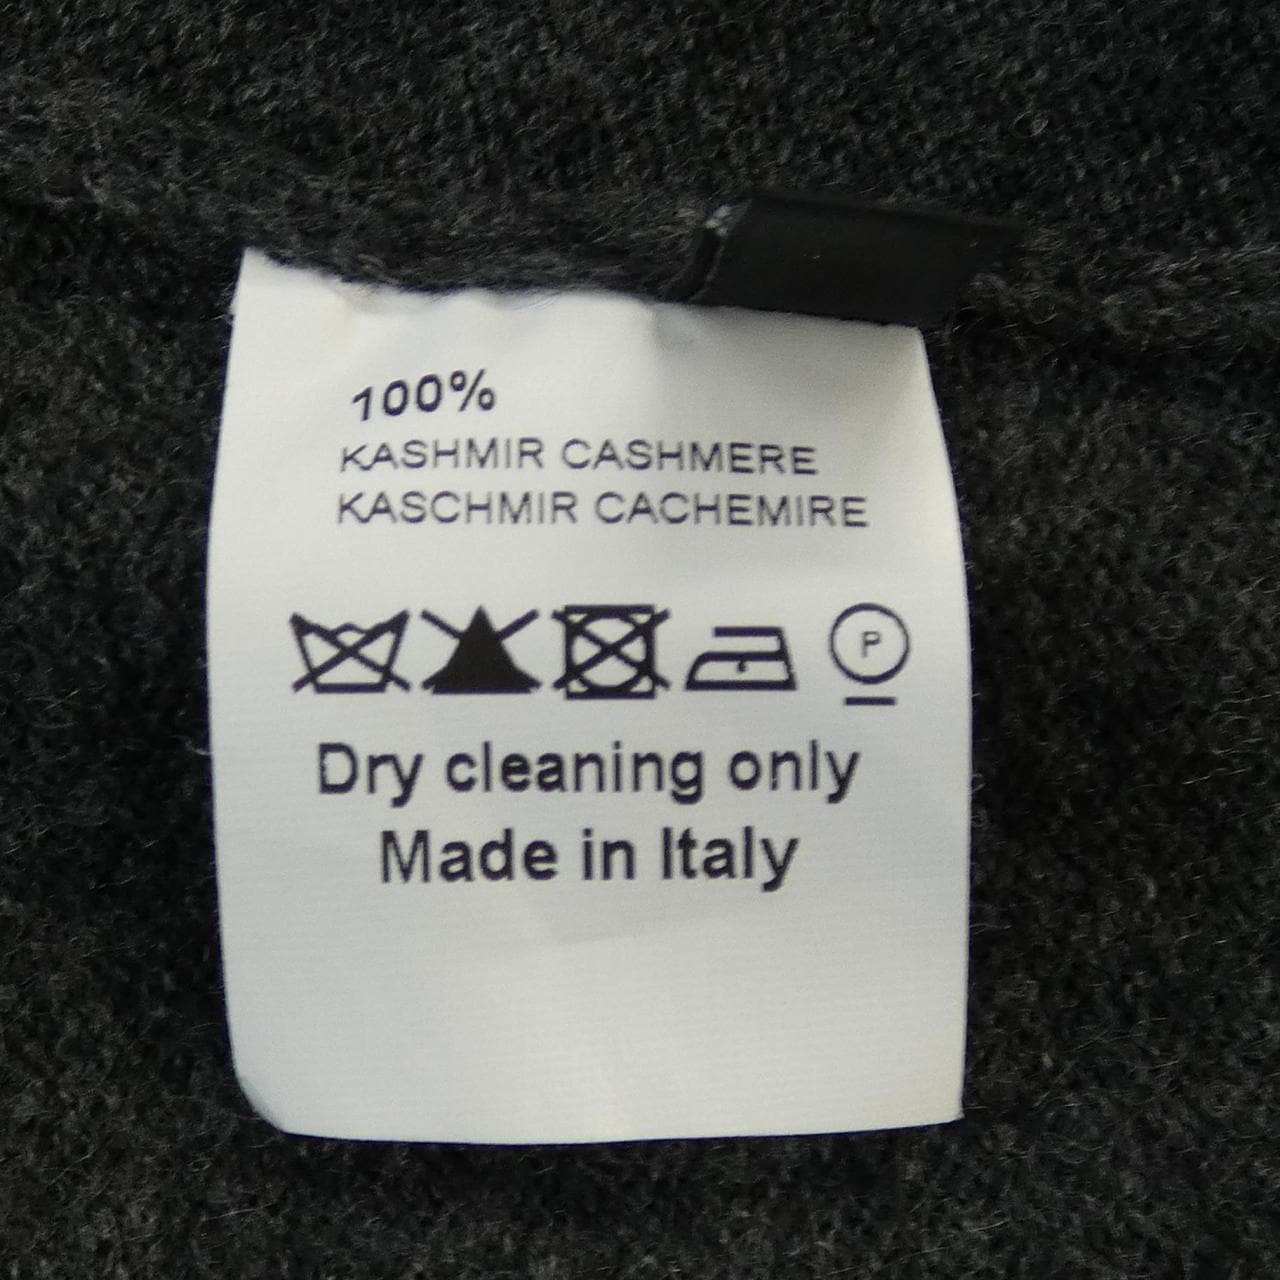 100%
KASHMIR CASHMERE
KASCHMIR CACHEMIRE
P
Dry cleaning only
Made in Italy